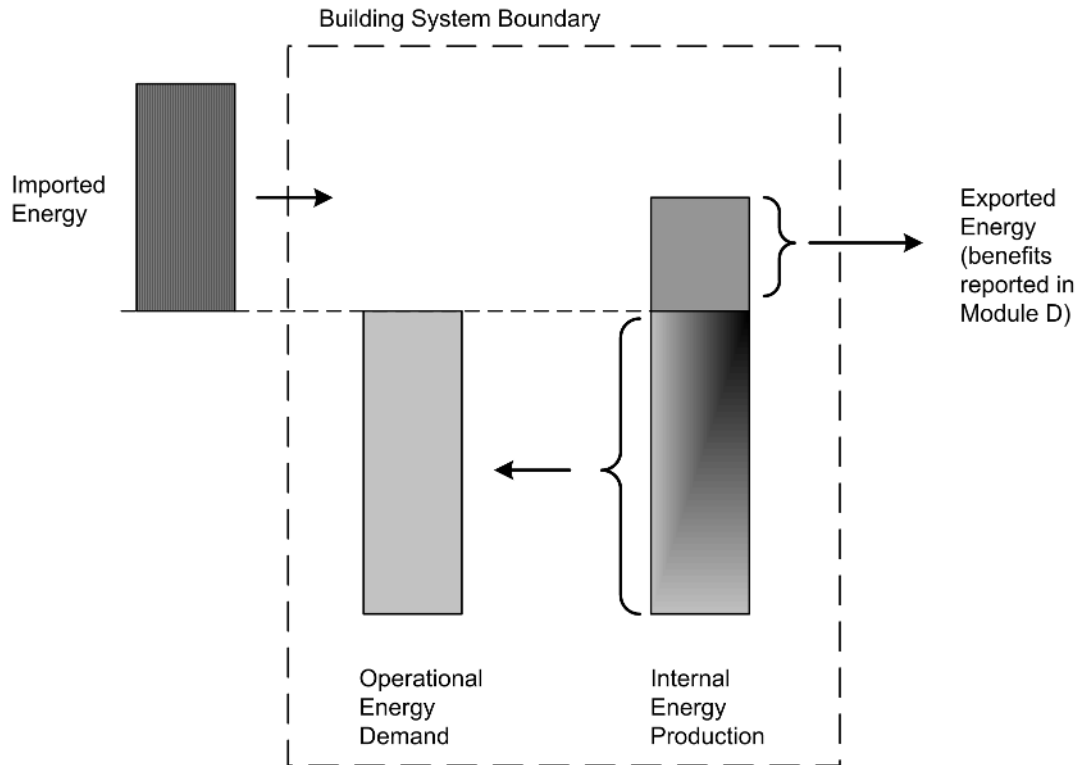 Building System Boundary
Imported
Energy
Exported
Energy
(benefits
reported in
Module D)
Operational
Energy
Demand
Internal
Energy
Production